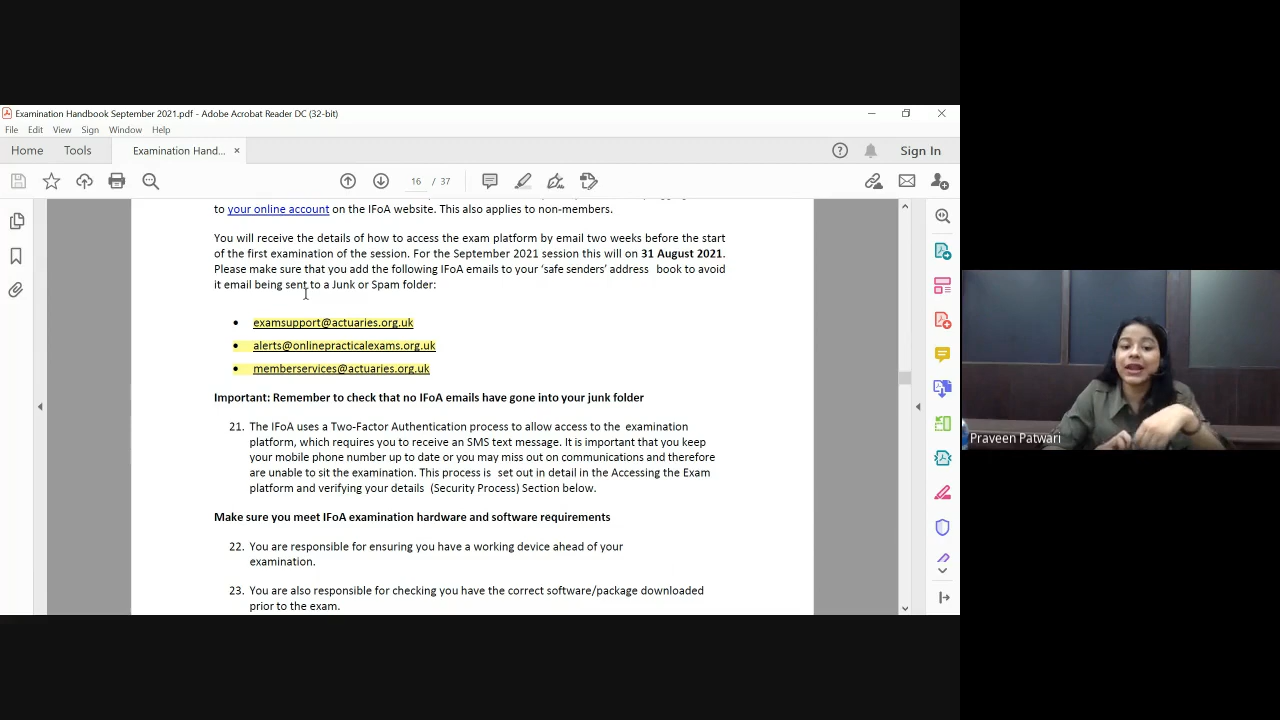 Examination Handbook September 2021.pdf - Adobe Acrobat Reader DC (32-bit)
File Edit View Sign Window Help
Home Tools Examination Hand... × Sign In
16 / 37
to your online account on the IFoA website. This also applies to non-members.
You will receive the details of how to access the exam platform by email two weeks before the start
of the first examination of the session. For the September 2021 session this will on 31 August 2021.
Please make sure that you add the following IFoA emails to your ‘safe senders’ address book to avoid
it email being sent to a Junk or Spam folder:
• examsupport@actuaries.org.uk
• alerts@onlinepracticalexams.org.uk
• memberservices@actuaries.org.uk
Important: Remember to check that no IFoA emails have gone into your junk folder
21. The IFoA uses a Two-Factor Authentication process to allow access to the examination
platform, which requires you to receive an SMS text message. It is important that you keep
your mobile phone number up to date or you may miss out on communications and therefore
are unable to sit the examination. This process is set out in detail in the Accessing the Exam
platform and verifying your details (Security Process) Section below.
Make sure you meet IFoA examination hardware and software requirements
22. You are responsible for ensuring you have a working device ahead of your
examination.
23. You are also responsible for checking you have the correct software/package downloaded
prior to the exam.
Praveen Patwari